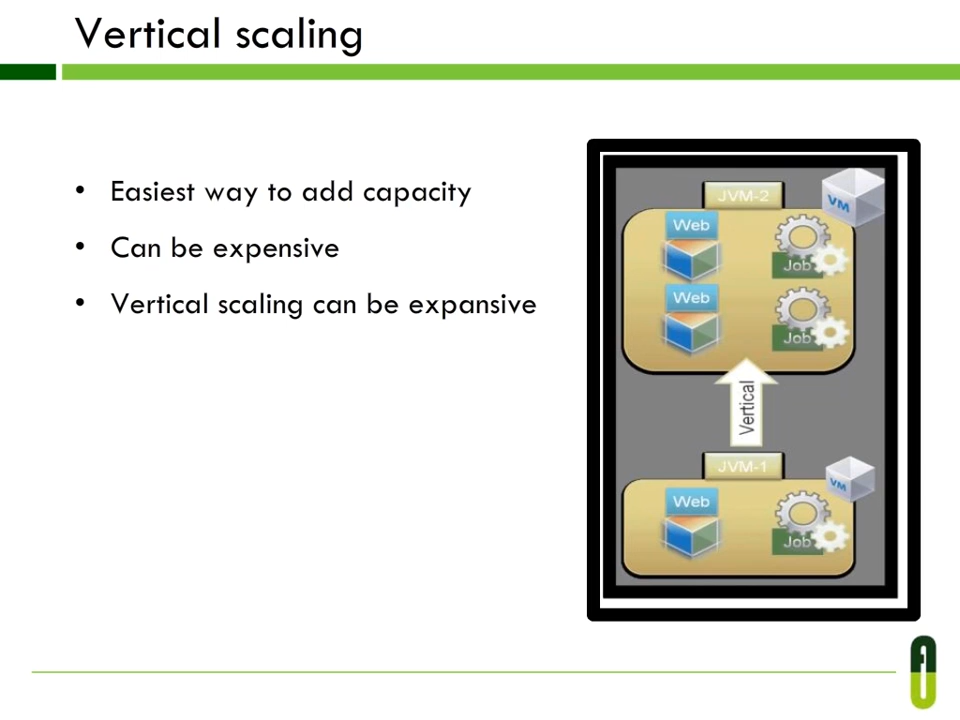 Vertical scaling
• Easiest way to add capacity
• Can be expensive
• Vertical scaling can be expansive
JVM-2
VM
Web
Job
Web
Job
Vertical
JVM-1
VM
Web
Job